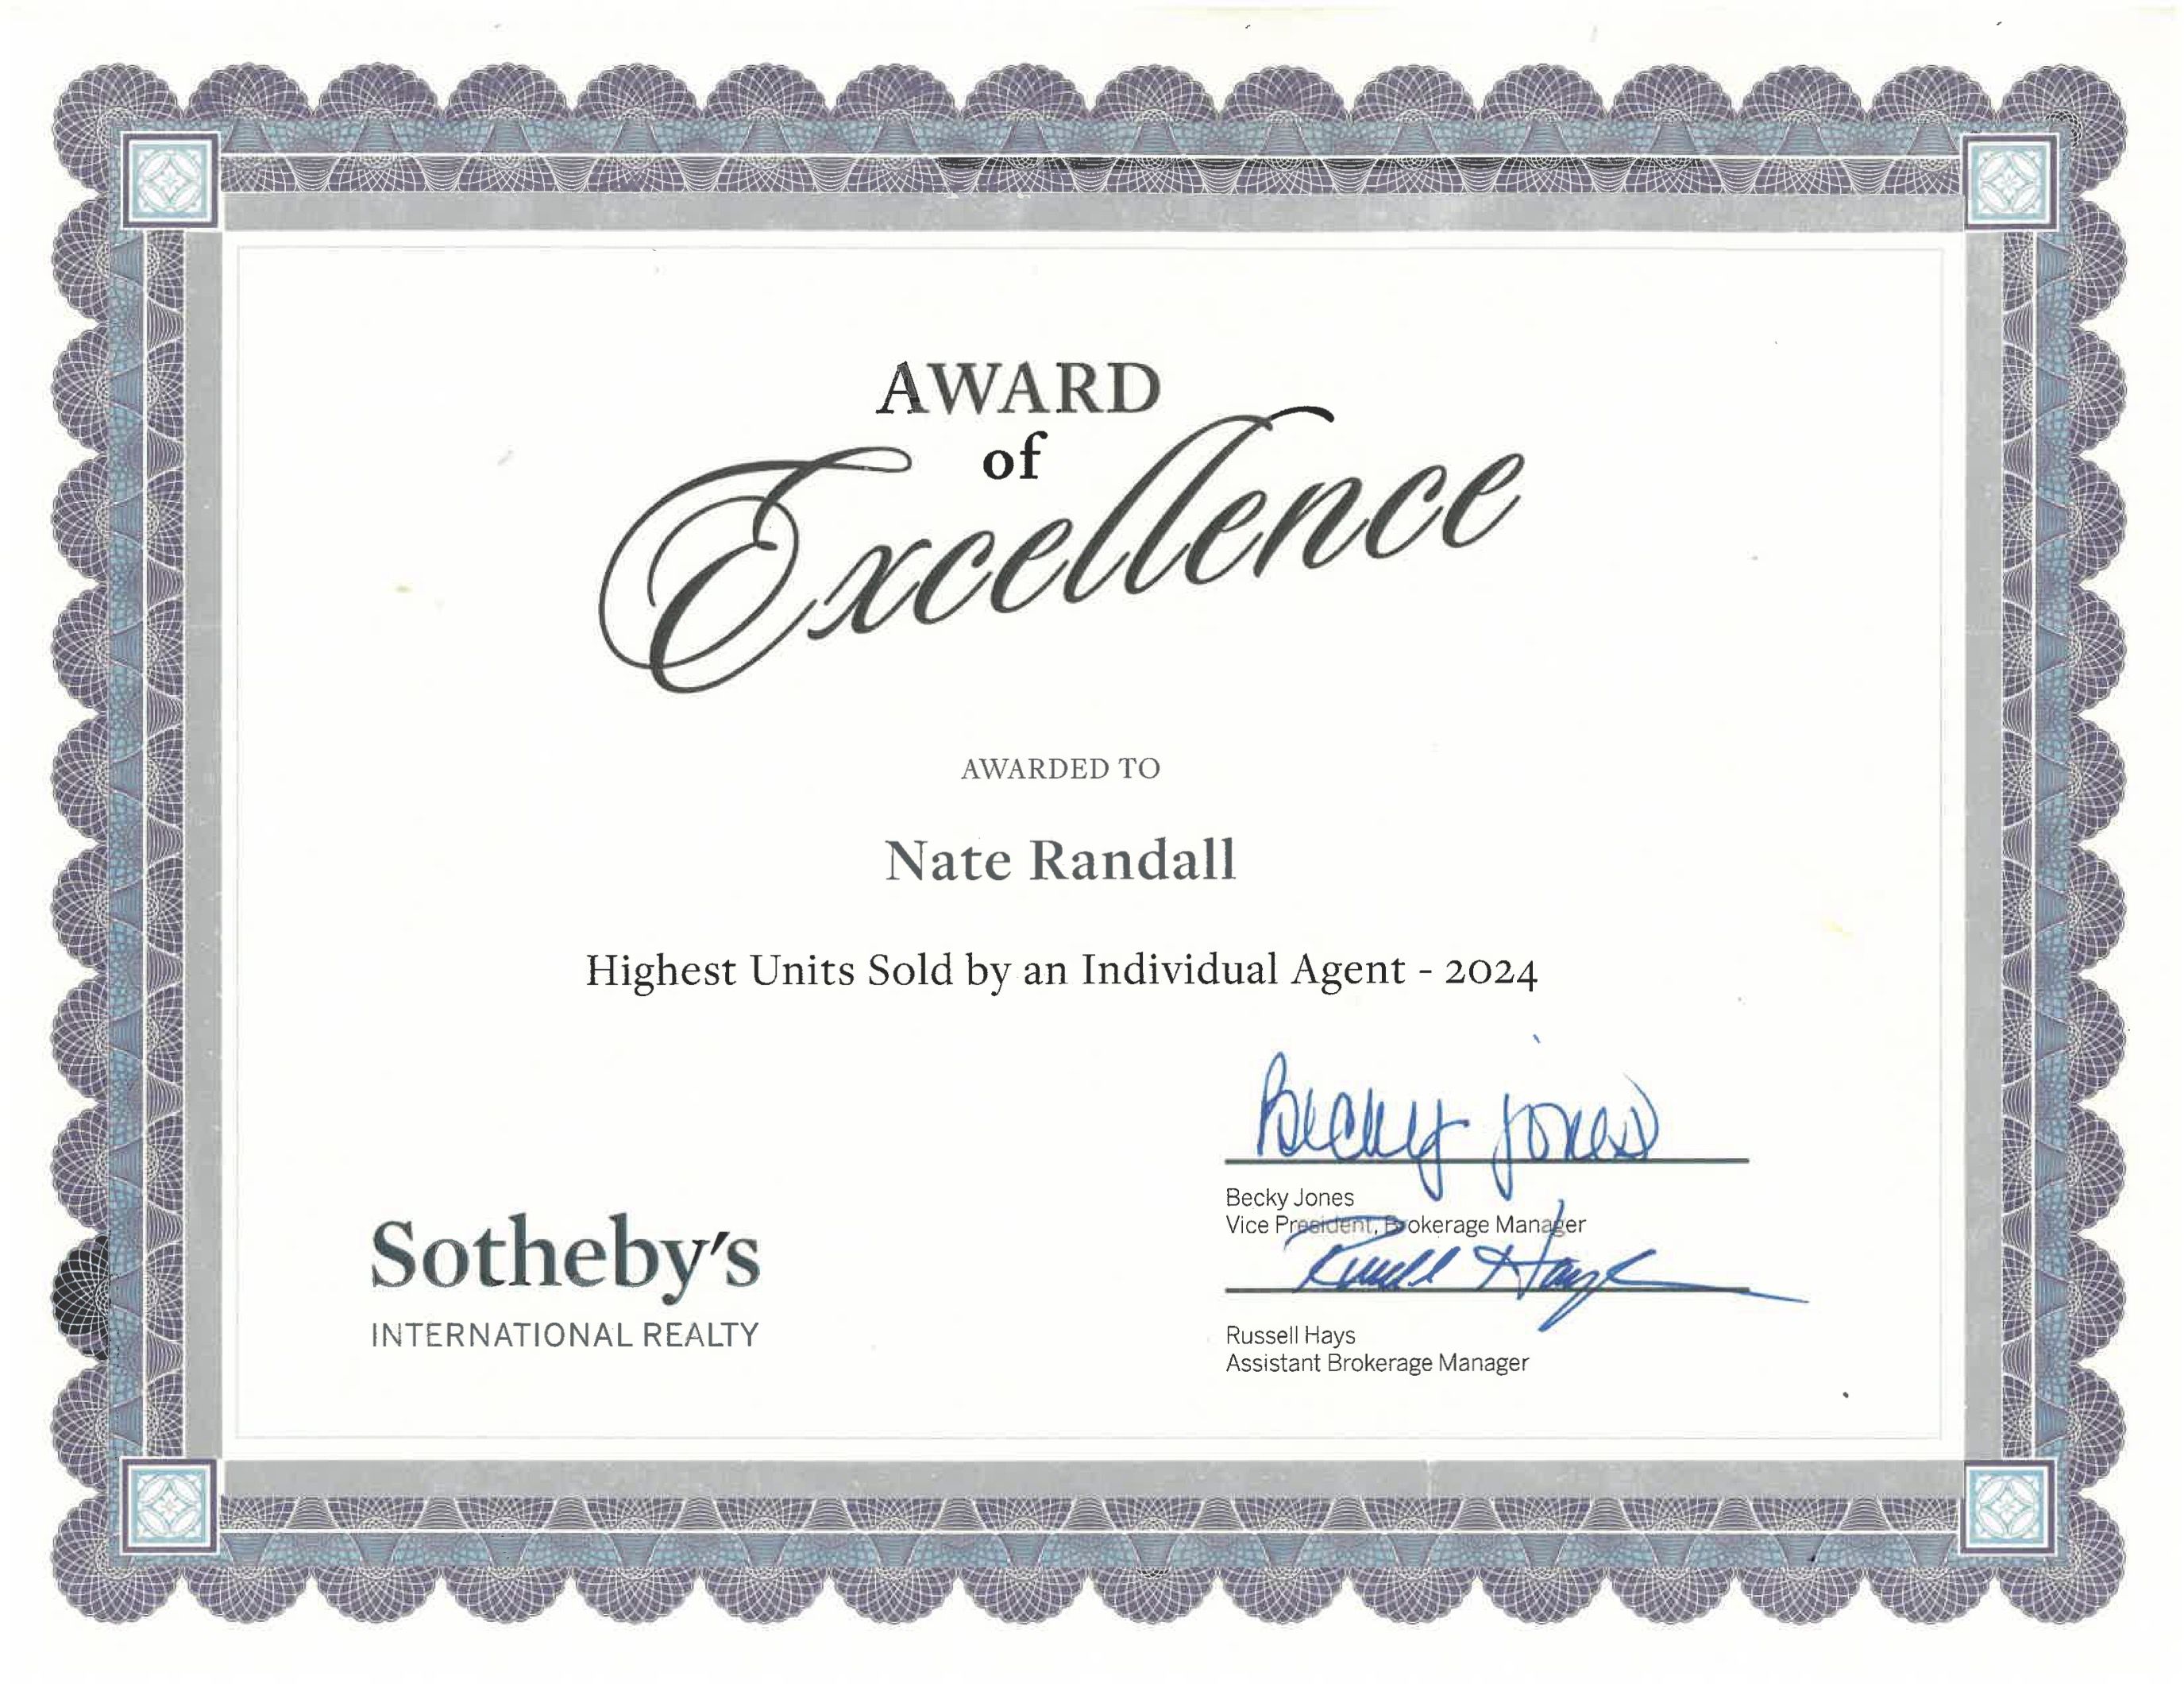 AWARD
of
Excellence
AWARDED TO
Nate Randall
Highest Units Sold by an Individual Agent - 2024
Becky Jones
Becky Jones
Vice President, Brokerage Manager
Russell Hays
Russell Hays
Assistant Brokerage Manager
Sotheby's
INTERNATIONAL REALTY